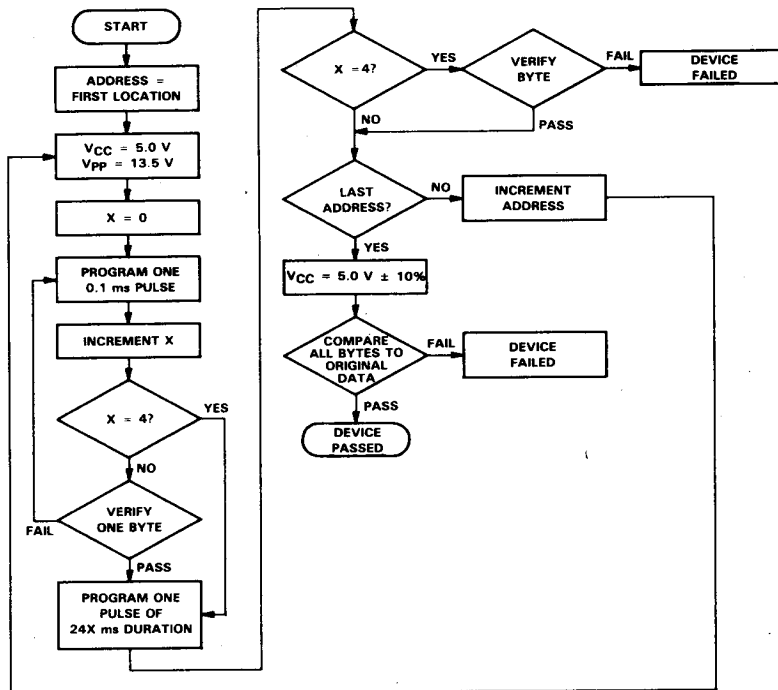 START
ADDRESS =
FIRST LOCATION
VCC = 5.0 V
VPP = 13.5 V
X = 0
PROGRAM ONE
0.1 ms PULSE
INCREMENT X
X = 4?
YES
NO
VERIFY
ONE BYTE
FAIL
PASS
PROGRAM ONE
PULSE OF
24X ms DURATION
X = 4?
YES
VERIFY
BYTE
FAIL
DEVICE
FAILED
NO
PASS
LAST
ADDRESS?
NO
INCREMENT
ADDRESS
YES
VCC = 5.0 V ± 10%
COMPARE
ALL BYTES TO
ORIGINAL
DATA
FAIL
DEVICE
FAILED
PASS
DEVICE
PASSED